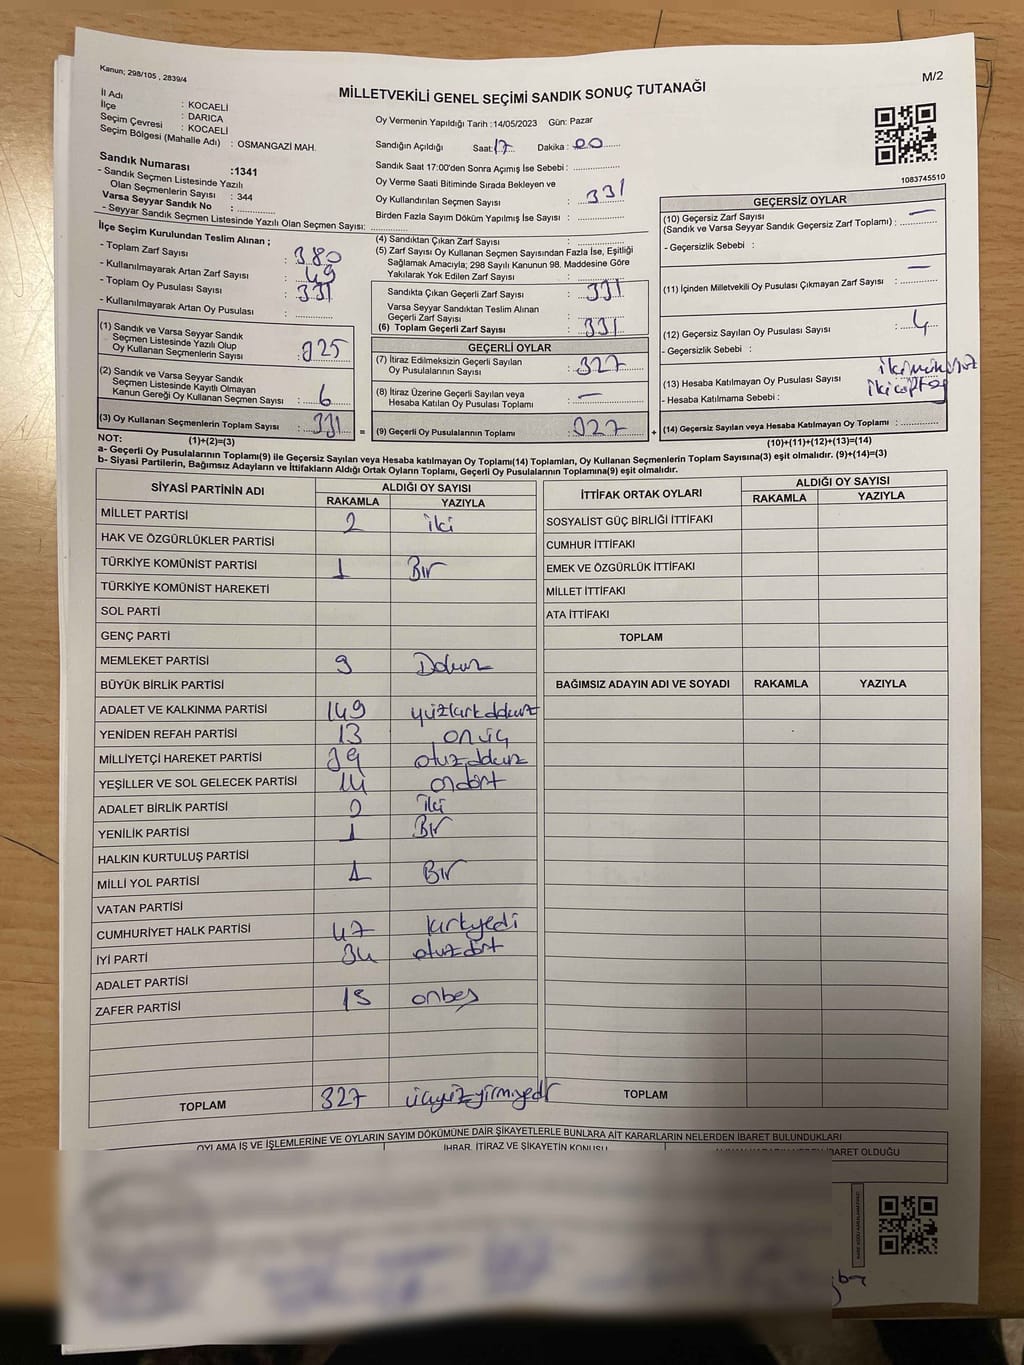 Kanun; 298/105 , 2839/4
MİLLETVEKİLİ GENEL SEÇİMİ SANDIK SONUÇ TUTANAĞI
M/2
İl Adı : KOCAELİ
İlçe : DARICA
Seçim Çevresi : KOCAELİ
Seçim Bölgesi (Mahalle Adı) : OSMANGAZİ MAH.
Sandık Numarası :1341
- Sandık Seçmen Listesinde Yazılı
Olan Seçmenlerin Sayısı : 344
Varsa Seyyar Sandık No :
- Seyyar Sandık Seçmen Listesinde Yazılı Olan Seçmen Sayısı:
Oy Vermenin Yapıldığı Tarih :14/05/2023 Gün: Pazar
Sandığın Açıldığı Saat: 17 Dakika : 00
Sandık Saat 17:00'den Sonra Açımış İse Sebebi :
Oy Verme Saati Bitiminde Sırada Bekleyen ve
Oy Kullandırılan Seçmen Sayısı : 331
Birden Fazla Sayım Döküm Yapılmış İse Sayısı :
1083745510
İlçe Seçim Kurulundan Teslim Alınan ;
- Toplam Zarf Sayısı : 380
- Kullanılmayarak Artan Zarf Sayısı : 49
- Toplam Oy Pusulası Sayısı : 331
- Kullanılmayarak Artan Oy Pusulası :
(1) Sandık ve Varsa Seyyar Sandık
Seçmen Listesinde Yazılı Olup
Oy Kullanan Seçmenlerin Sayısı : 325
(2) Sandık ve Varsa Seyyar Sandık
Seçmen Listesinde Kayıtlı Olmayan
Kanun Gereği Oy Kullanan Seçmen Sayısı : 6
(3) Oy Kullanan Seçmenlerin Toplam Sayısı : 331 =
(4) Sandıktan Çıkan Zarf Sayısı :
(5) Zarf Sayısı Oy Kullanan Seçmen Sayısından Fazla İse, Eşitliği
Sağlamak Amacıyla; 298 Sayılı Kanunun 98. Maddesine Göre
Yakılarak Yok Edilen Zarf Sayısı :
Sandıkta Çıkan Geçerli Zarf Sayısı : 331
Varsa Seyyar Sandıktan Teslim Alınan
Geçerli Zarf Sayısı :
(6) Toplam Geçerli Zarf Sayısı : 331
GEÇERLİ OYLAR
(7) İtiraz Edilmeksizin Geçerli Sayılan
Oy Pusulalarının Sayısı : 327
(8) İtiraz Üzerine Geçerli Sayılan veya
Hesaba Katılan Oy Pusulası Toplamı : —
(9) Geçerli Oy Pusulalarının Toplamı : 327 +
GEÇERSİZ OYLAR
(10) Geçersiz Zarf Sayısı —
(Sandık ve Varsa Seyyar Sandık Geçersiz Zarf Toplamı) :
- Geçersizlik Sebebi :
(11) İçinden Milletvekili Oy Pusulası Çıkmayan Zarf Sayısı : —
(12) Geçersiz Sayılan Oy Pusulası Sayısı : 4
- Geçersizlik Sebebi :
(13) Hesaba Katılmayan Oy Pusulası Sayısı
- Hesaba Katılmama Sebebi :
(14) Geçersiz Sayılan veya Hesaba Katılmayan Oy Toplamı :
NOT: (1)+(2)=(3) (10)+(11)+(12)+(13)=(14)
a- Geçerli Oy Pusulalarının Toplamı(9) ile Geçersiz Sayılan veya Hesaba katılmayan Oy Toplamı(14) Toplamları, Oy Kullanan Seçmenlerin Toplam Sayısına(3) eşit olmalıdır. (9)+(14)=(3)
b- Siyasi Partilerin, Bağımsız Adayların ve İttifakların Aldığı Ortak Oyların Toplamı, Geçerli Oy Pusulalarının Toplamına(9) eşit olmalıdır.
SİYASİ PARTİNİN ADI ALDIĞI OY SAYISI
RAKAMLA YAZIYLA
MİLLET PARTİSİ 2 iki
HAK VE ÖZGÜRLÜKLER PARTİSİ
TÜRKİYE KOMÜNİST PARTİSİ 1 Bir
TÜRKİYE KOMÜNİST HAREKETİ
SOL PARTİ
GENÇ PARTİ
MEMLEKET PARTİSİ 9 Dokuz
BÜYÜK BİRLİK PARTİSİ
ADALET VE KALKINMA PARTİSİ 149 yüzkırkdokuz
YENİDEN REFAH PARTİSİ 13 onüç
MİLLİYETÇİ HAREKET PARTİSİ 39 otuzdokuz
YEŞİLLER VE SOL GELECEK PARTİSİ 14 ondört
ADALET BİRLİK PARTİSİ 2 iki
YENİLİK PARTİSİ 1 Bir
HALKIN KURTULUŞ PARTİSİ
MİLLİ YOL PARTİSİ 1 Bir
VATAN PARTİSİ
CUMHURİYET HALK PARTİSİ 47 kırkyedi
İYİ PARTİ 34 otuzdört
ADALET PARTİSİ
ZAFER PARTİSİ 15 onbeş
TOPLAM 327 üçyüzyirmiyedi
İTTİFAK ORTAK OYLARI ALDIĞI OY SAYISI
RAKAMLA YAZIYLA
SOSYALİST GÜÇ BİRLİĞİ İTTİFAKI
CUMHUR İTTİFAKI
EMEK VE ÖZGÜRLÜK İTTİFAKI
MİLLET İTTİFAKI
ATA İTTİFAKI
TOPLAM
BAĞIMSIZ ADAYIN ADI VE SOYADI RAKAMLA YAZIYLA
TOPLAM
OYLAMA İŞ VE İŞLEMLERİNE VE OYLARIN SAYIM DÖKÜMÜNE DAİR ŞİKAYETLERLE BUNLARA AİT KARARLARIN NELERDEN İBARET BULUNDUKLARI
İHBAR, İTİRAZ VE ŞİKAYETİN KONUSU
İBARET OLDUĞU